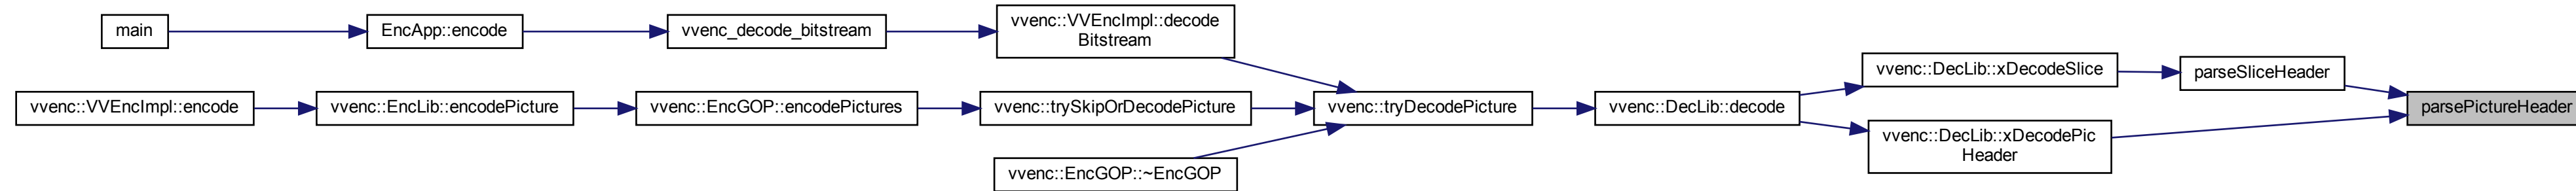 main
EncApp::encode
vvenc_decode_bitstream
vvenc::VVEncImpl::decode
Bitstream
vvenc::VVEncImpl::encode
vvenc::EncLib::encodePicture
vvenc::EncGOP::encodePictures
vvenc::trySkipOrDecodePicture
vvenc::EncGOP::~EncGOP
vvenc::tryDecodePicture
vvenc::DecLib::decode
vvenc::DecLib::xDecodeSlice
parseSliceHeader
vvenc::DecLib::xDecodePic
Header
parsePictureHeader